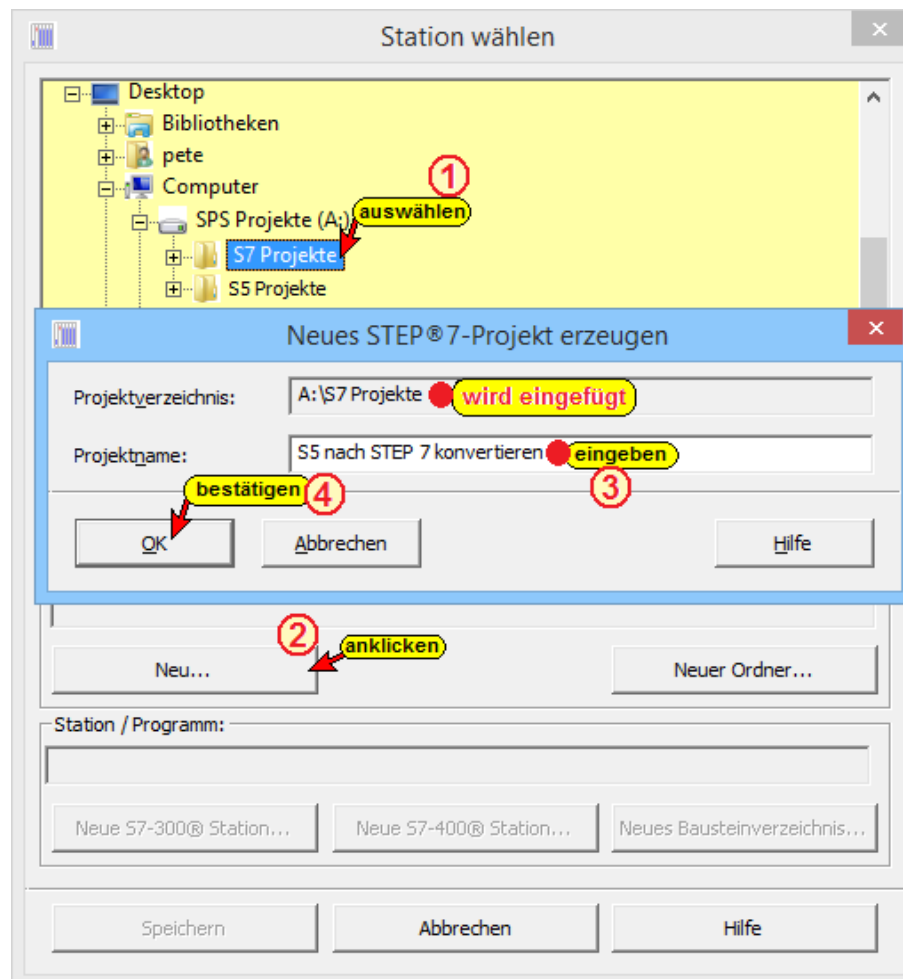 Station wählen
Desktop
Bibliotheken
pete
Computer
1
SPS Projekte (A:)
auswählen
S7 Projekte
S5 Projekte
Neues STEP®7-Projekt erzeugen
Projektverzeichnis:
A:\S7 Projekte
wird eingefügt
Projektname:
S5 nach STEP 7 konvertieren
eingeben
bestätigen
4
3
OK
Abbrechen
Hilfe
2
anklicken
Neu...
Neuer Ordner...
Station / Programm:
Neue S7-300® Station...
Neue S7-400® Station...
Neues Bausteinverzeichnis...
Speichern
Abbrechen
Hilfe